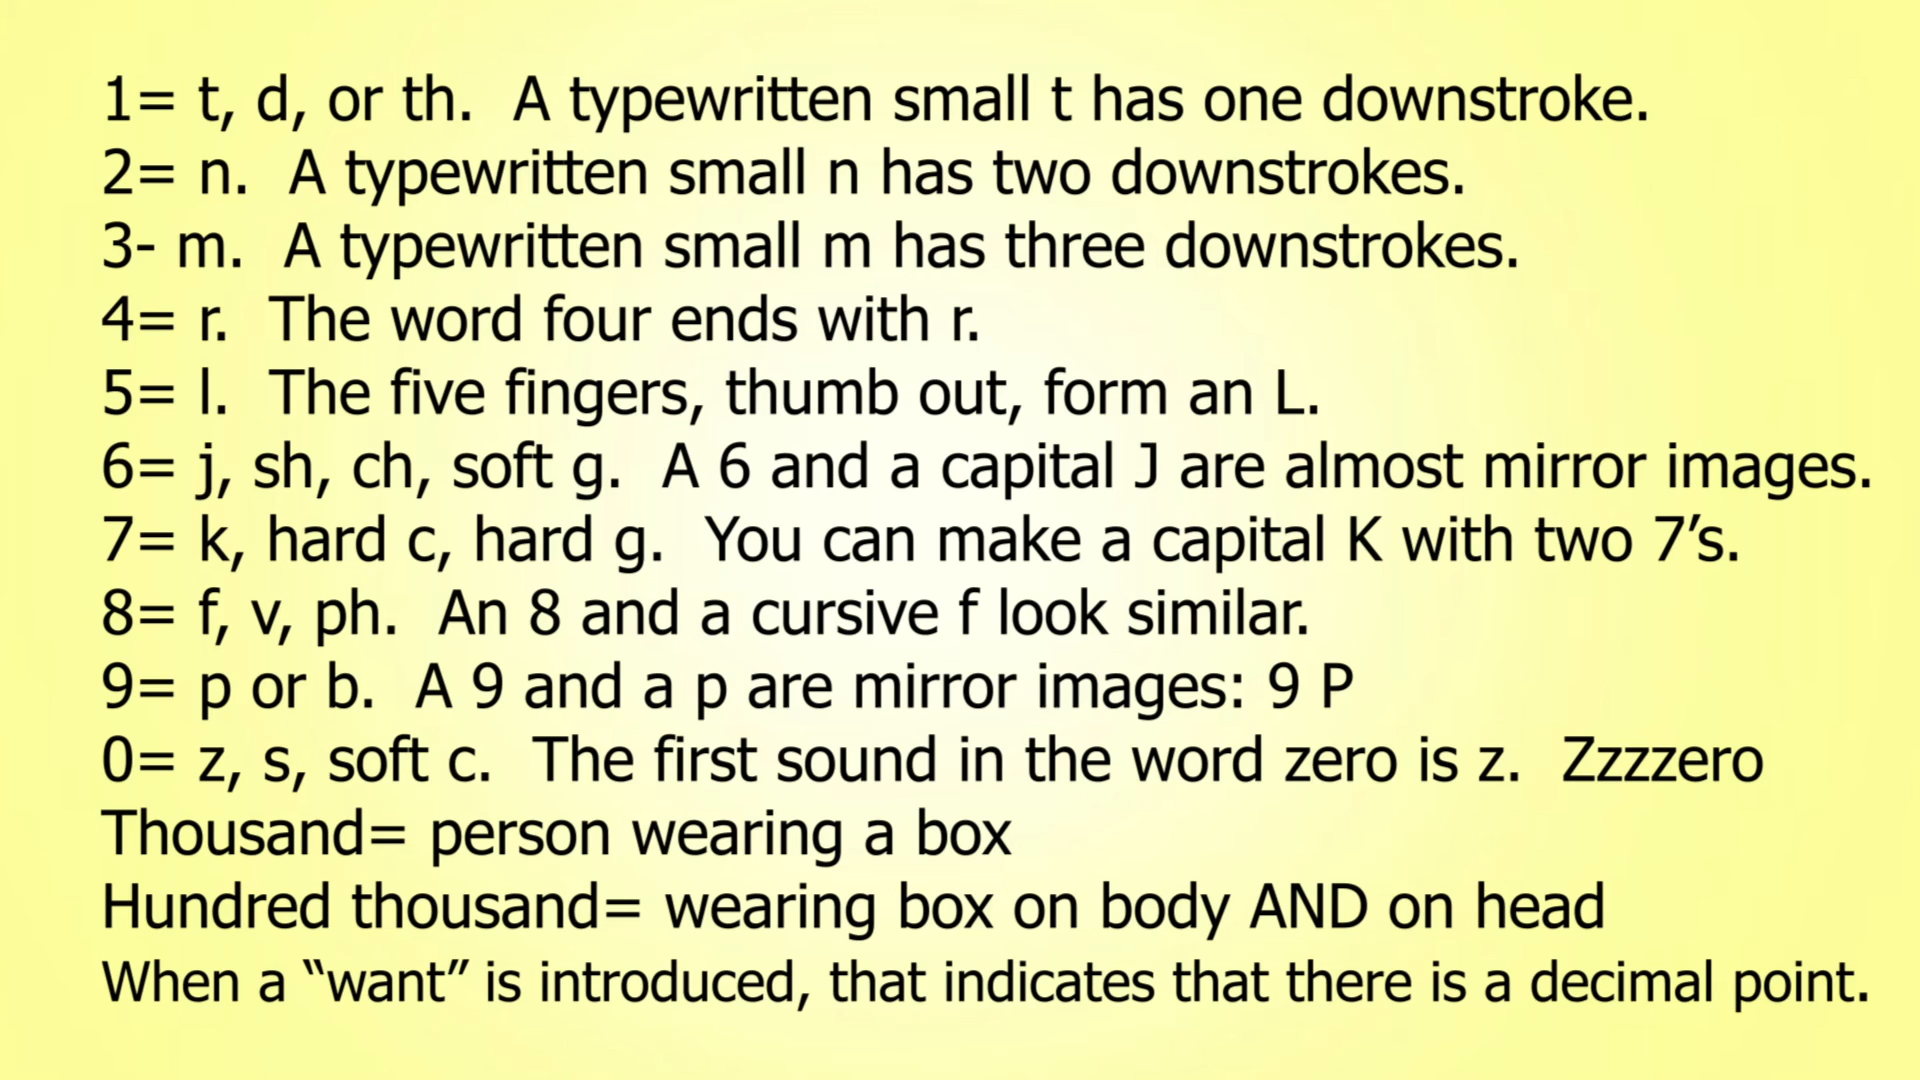 1= t, d, or th.  A typewritten small t has one downstroke.
2= n.  A typewritten small n has two downstrokes.
3- m.  A typewritten small m has three downstrokes.
4= r.  The word four ends with r.
5= l.  The five fingers, thumb out, form an L.
6= j, sh, ch, soft g.  A 6 and a capital J are almost mirror images.
7= k, hard c, hard g.  You can make a capital K with two 7’s.
8= f, v, ph.  An 8 and a cursive f look similar.
9= p or b.  A 9 and a p are mirror images: 9 P
0= z, s, soft c.  The first sound in the word zero is z.  Zzzzero
Thousand= person wearing a box
Hundred thousand= wearing box on body AND on head
When a “want” is introduced, that indicates that there is a decimal point.